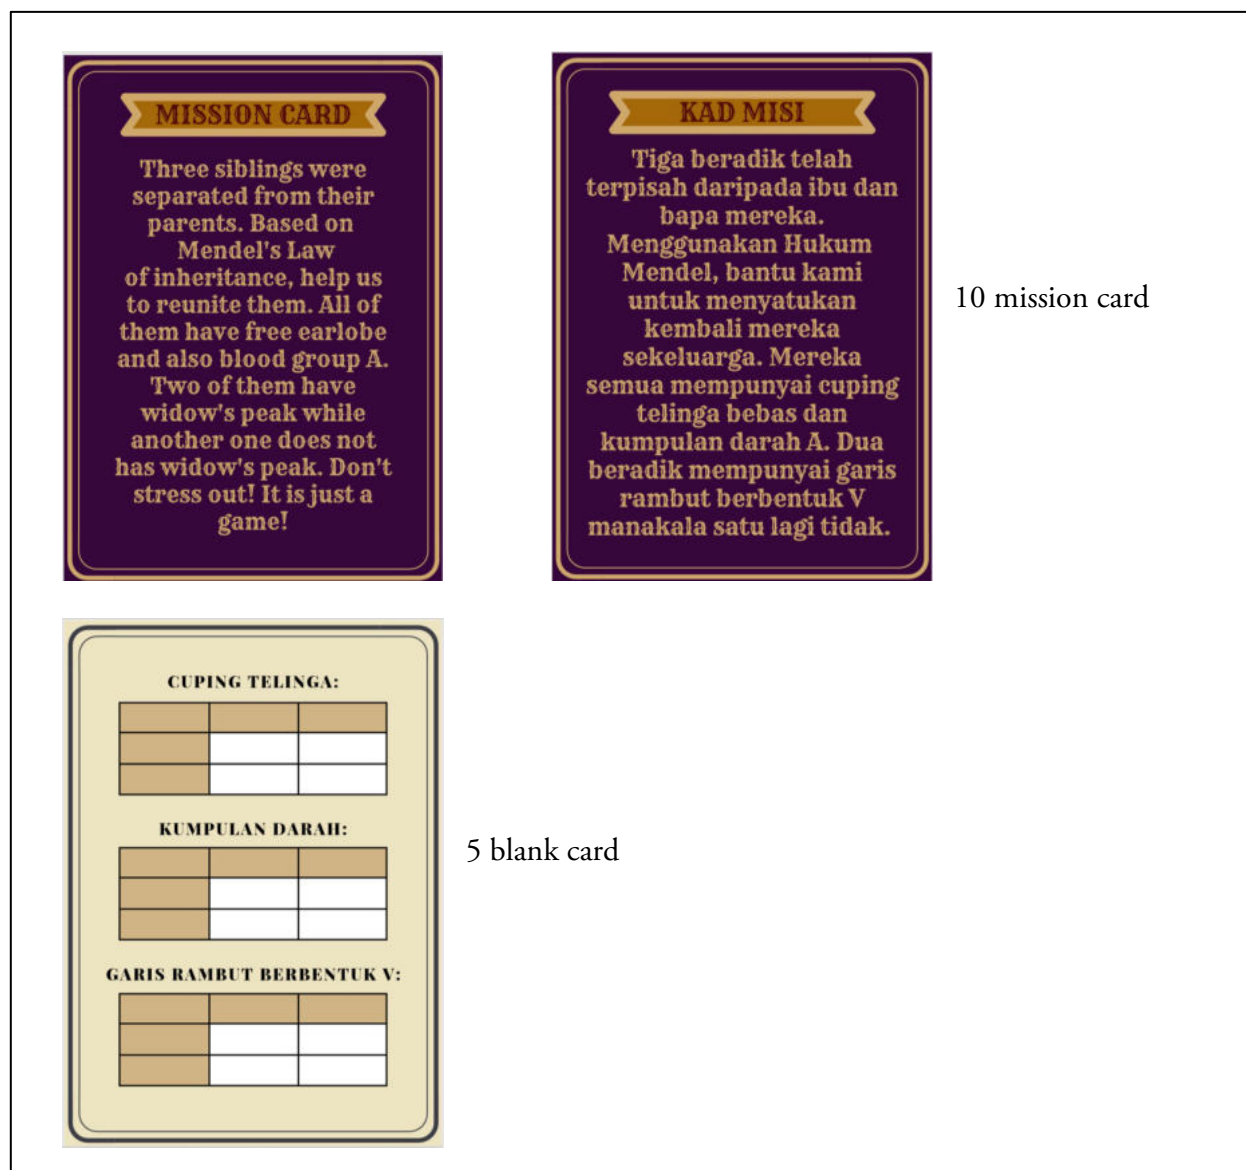 MISSION CARD
Three siblings were
separated from their
parents. Based on
Mendel's Law
of inheritance, help us
to reunite them. All of
them have free earlobe
and also blood group A.
Two of them have
widow's peak while
another one does not
has widow's peak. Don't
stress out! It is just a
game!
KAD MISI
Tiga beradik telah
terpisah daripada ibu dan
bapa mereka.
Menggunakan Hukum
Mendel, bantu kami
untuk menyatukan
kembali mereka
sekeluarga. Mereka
semua mempunyai cuping
telinga bebas dan
kumpulan darah A. Dua
beradik mempunyai garis
rambut berbentuk V
manakala satu lagi tidak.
10 mission card
CUPING TELINGA:
KUMPULAN DARAH:
GARIS RAMBUT BERBENTUK V:
5 blank card